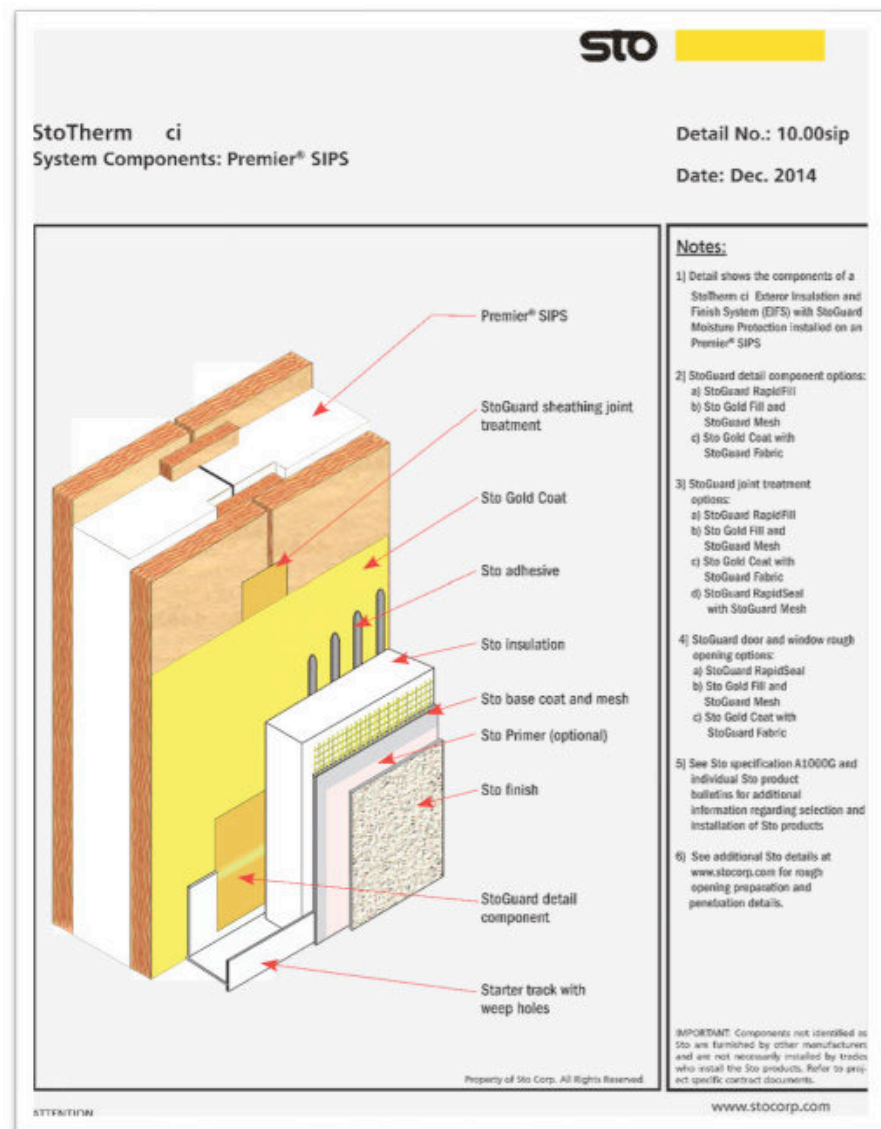 sto
StoTherm ci
System Components: Premier® SIPS
Detail No.: 10.00sip
Date: Dec. 2014
Premier® SIPS
StoGuard sheathing joint
treatment
Sto Gold Coat
Sto adhesive
Sto insulation
Sto base coat and mesh
Sto Primer (optional)
Sto finish
StoGuard detail
component
Starter track with
weep holes
Property of Sto Corp. All Rights Reserved.
Notes:
1] Detail shows the components of a
StoTherm ci Exteror Insulation and
Finish System (EIFS) with StoGuard
Moisture Protection installed on an
Premier® SIPS
2] StoGuard detail component options:
a) StoGuard RapidFill
b) Sto Gold Fill and
StoGuard Mesh
c) Sto Gold Coat with
StoGuard Fabric
3] StoGuard joint treatment
options:
a) StoGuard RapidFill
b) Sto Gold Fill and
StoGuard Mesh
c) Sto Gold Coat with
StoGuard Fabric
d) StoGuard RapidSeal
with StoGuard Mesh
4] StoGuard door and window rough
opening options:
a) StoGuard RapidSeal
b) Sto Gold Fill and
StoGuard Mesh
c) Sto Gold Coat with
StoGuard Fabric
5] See Sto specification A1000G and
individual Sto product
bulletins for additional
information regarding selection and
installation of Sto products
6) See additional Sto details at
www.stocorp.com for rough
opening preparation and
penetration details.
IMPORTANT: Components not identified as
Sto are furnished by other manufacturers
and are not necessarily installed by trades
who install the Sto products. Refer to proj-
ect specific contract documents.
www.stocorp.com
ATTENTION